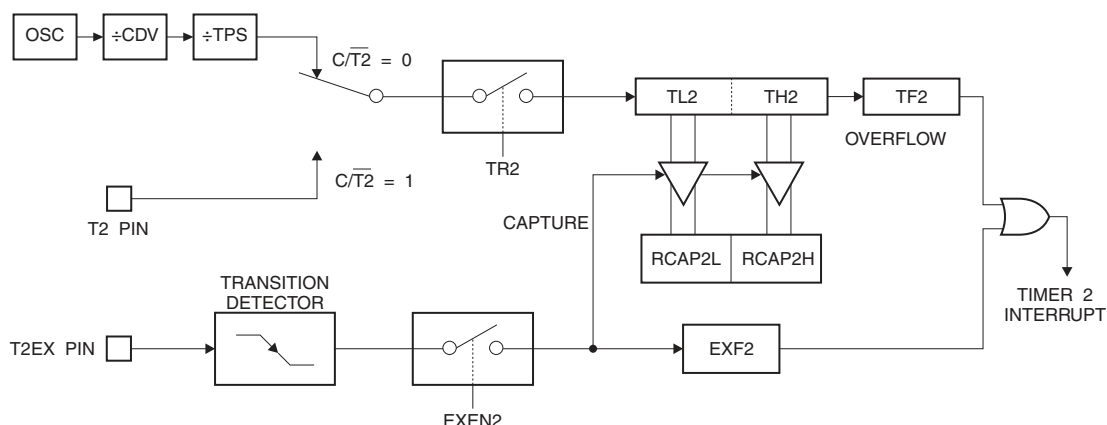 OSC
÷CDV
÷TPS
C/T2 = 0
TL2
TH2
TF2
OVERFLOW
TR2
C/T2 = 1
T2 PIN
CAPTURE
RCAP2L
RCAP2H
TRANSITION
DETECTOR
TIMER 2
INTERRUPT
T2EX PIN
EXF2
EXEN2